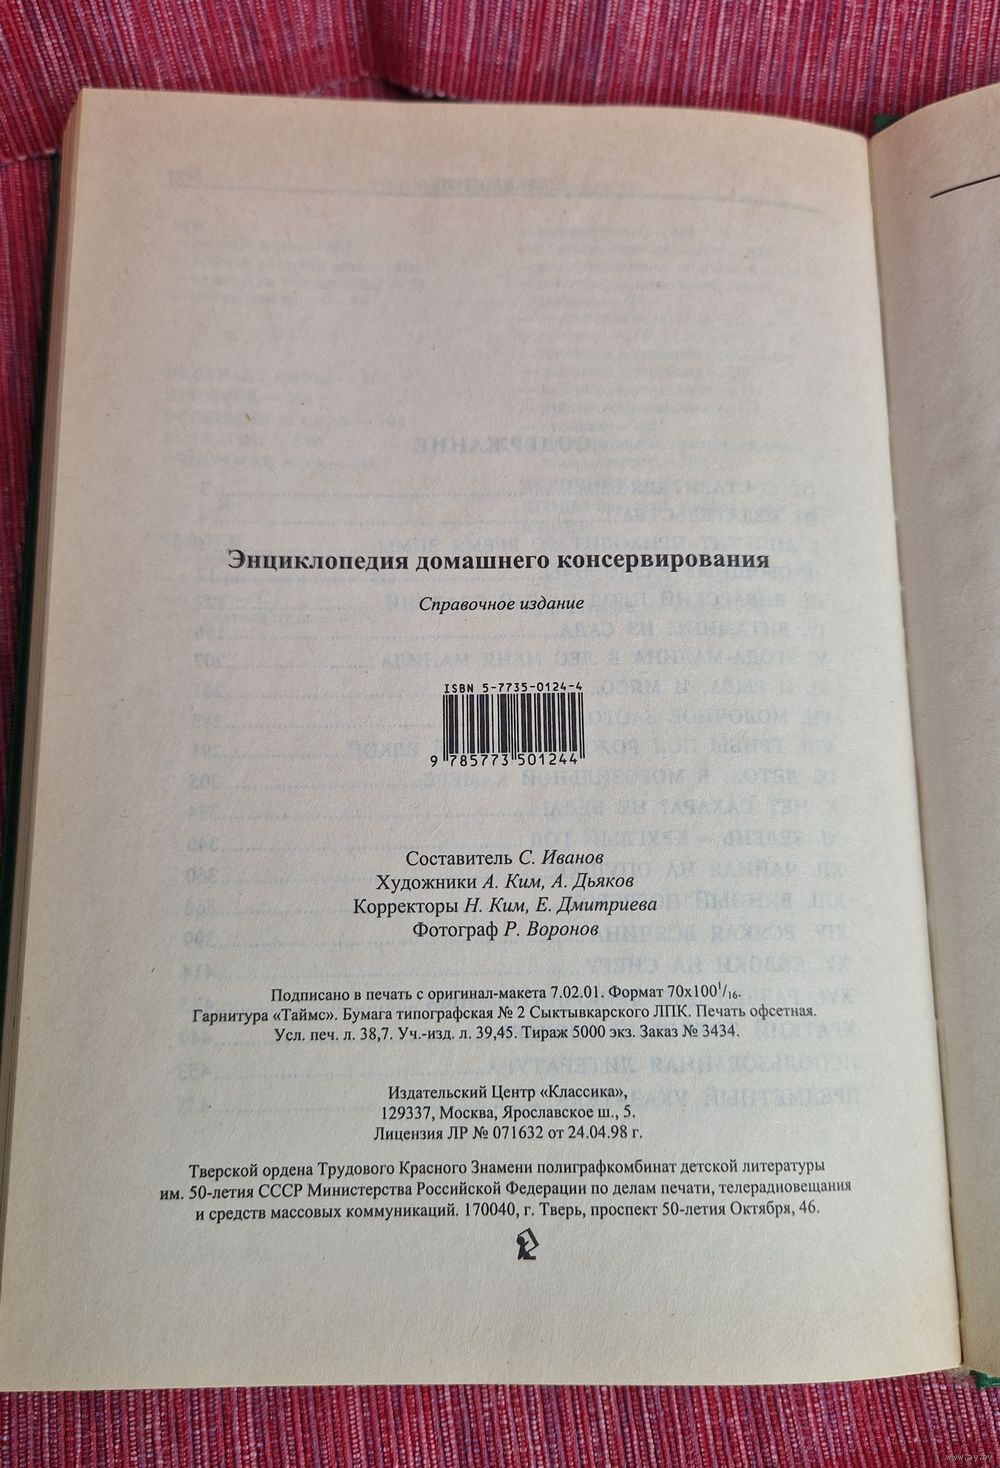 Энциклопедия домашнего консервирования
Справочное издание
ISBN 5-7735-0124-4
9 785773 501244
Составитель С. Иванов
Художники А. Ким, А. Дьяков
Корректоры Н. Ким, Е. Дмитриева
Фотограф Р. Воронов
Подписано в печать с оригинал-макета 7.02.01. Формат 70х100¹/₁₆.
Гарнитура «Таймс». Бумага типографская № 2 Сыктывкарского ЛПК. Печать офсетная.
Усл. печ. л. 38,7. Уч.-изд. л. 39,45. Тираж 5000 экз. Заказ № 3434.
Издательский Центр «Классика»,
129337, Москва, Ярославское ш., 5.
Лицензия ЛР № 071632 от 24.04.98 г.
Тверской ордена Трудового Красного Знамени полиграфкомбинат детской литературы
им. 50-летия СССР Министерства Российской Федерации по делам печати, телерадиовещания
и средств массовых коммуникаций. 170040, г. Тверь, проспект 50-летия Октября, 46.
www.ay.by